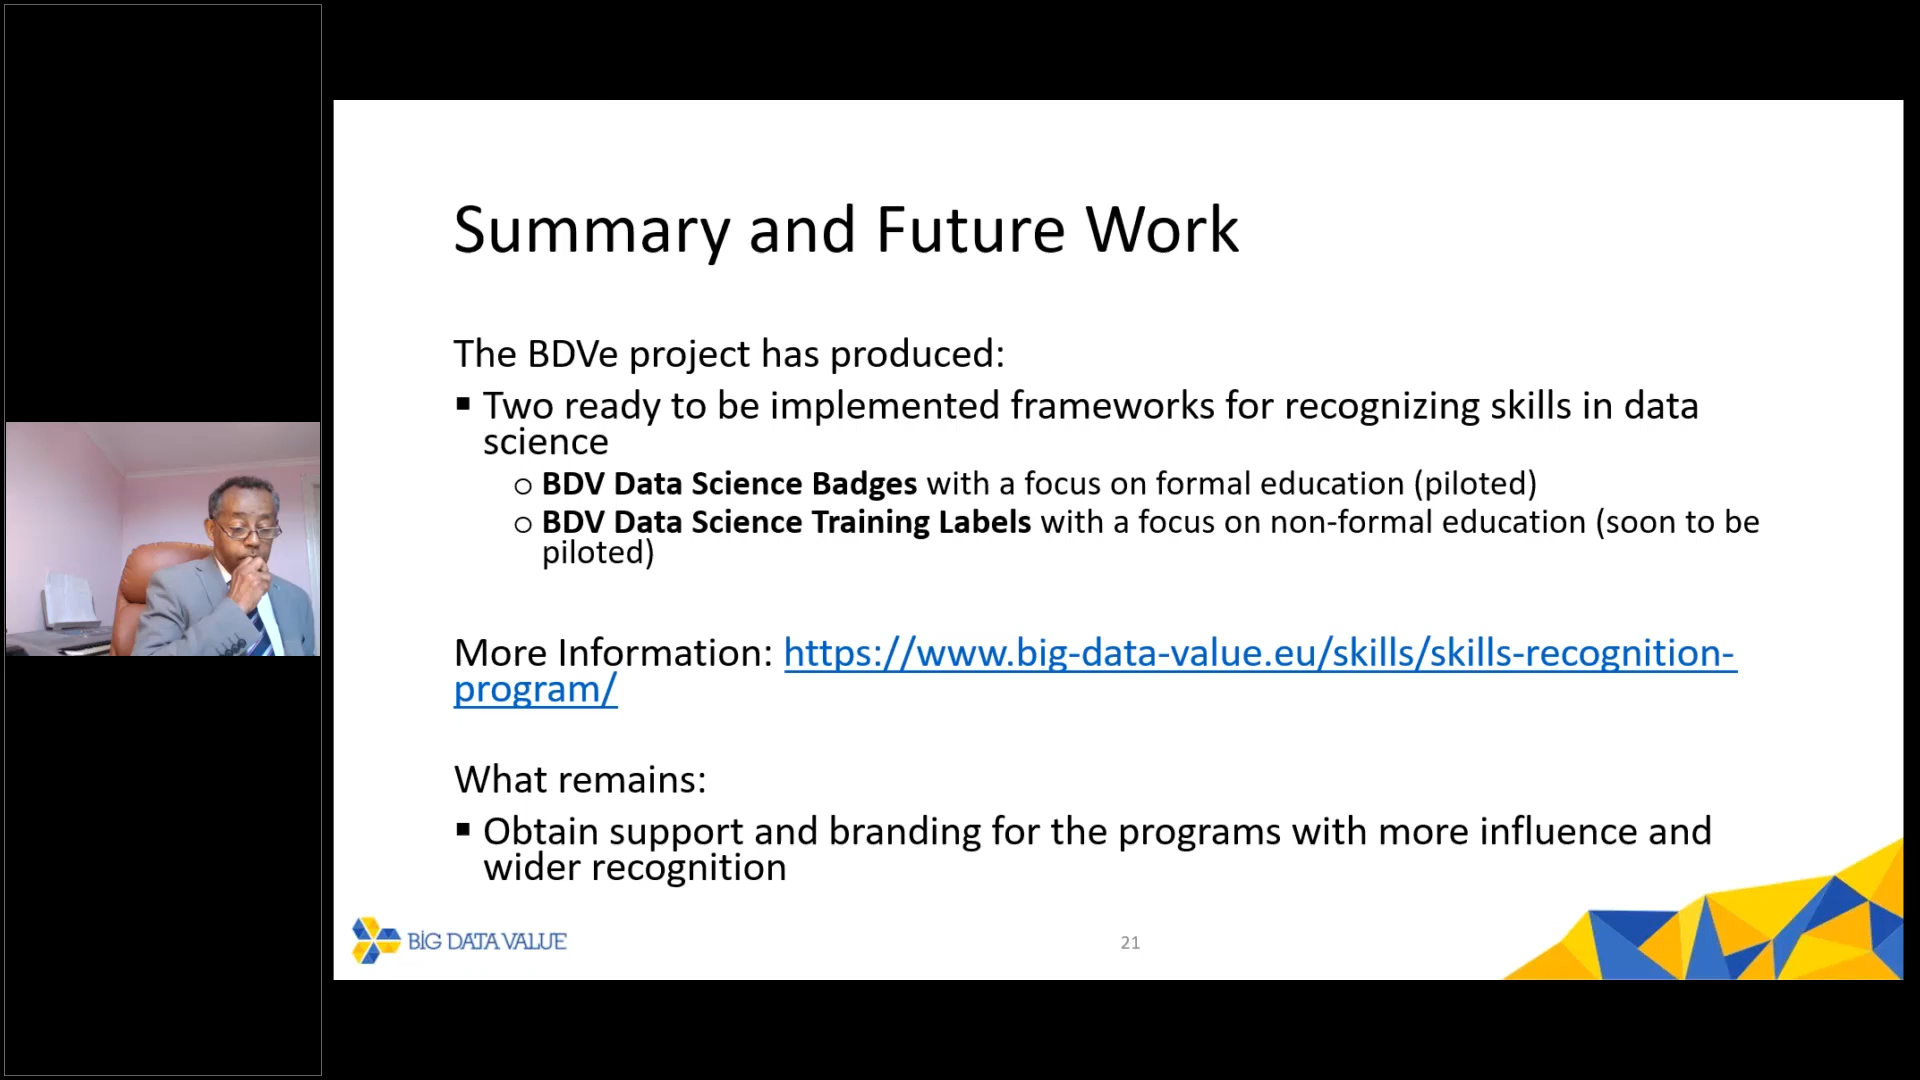 Summary and Future Work
The BDVe project has produced:
▪ Two ready to be implemented frameworks for recognizing skills in data
science
○ BDV Data Science Badges with a focus on formal education (piloted)
○ BDV Data Science Training Labels with a focus on non-formal education (soon to be
piloted)
More Information: https://www.big-data-value.eu/skills/skills-recognition-
program/
What remains:
▪ Obtain support and branding for the programs with more influence and
wider recognition
BIG DATA VALUE
21